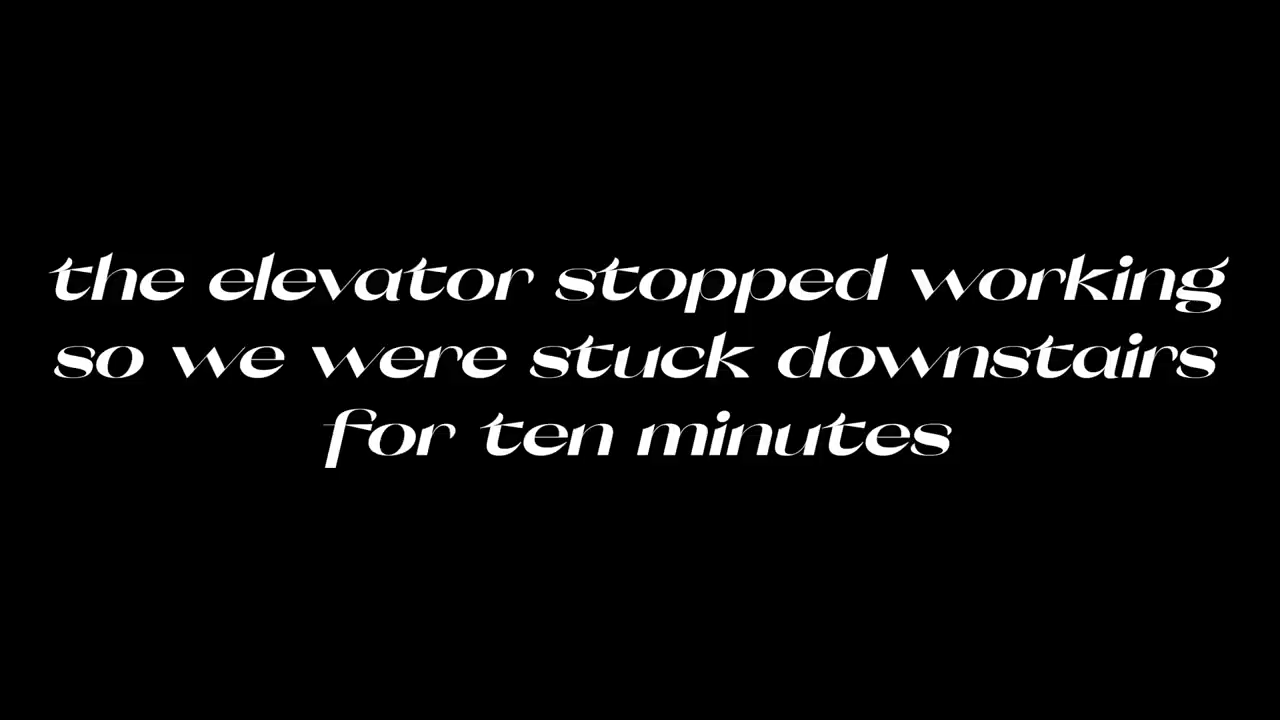 the elevator stopped working
so we were stuck downstairs
for ten minutes